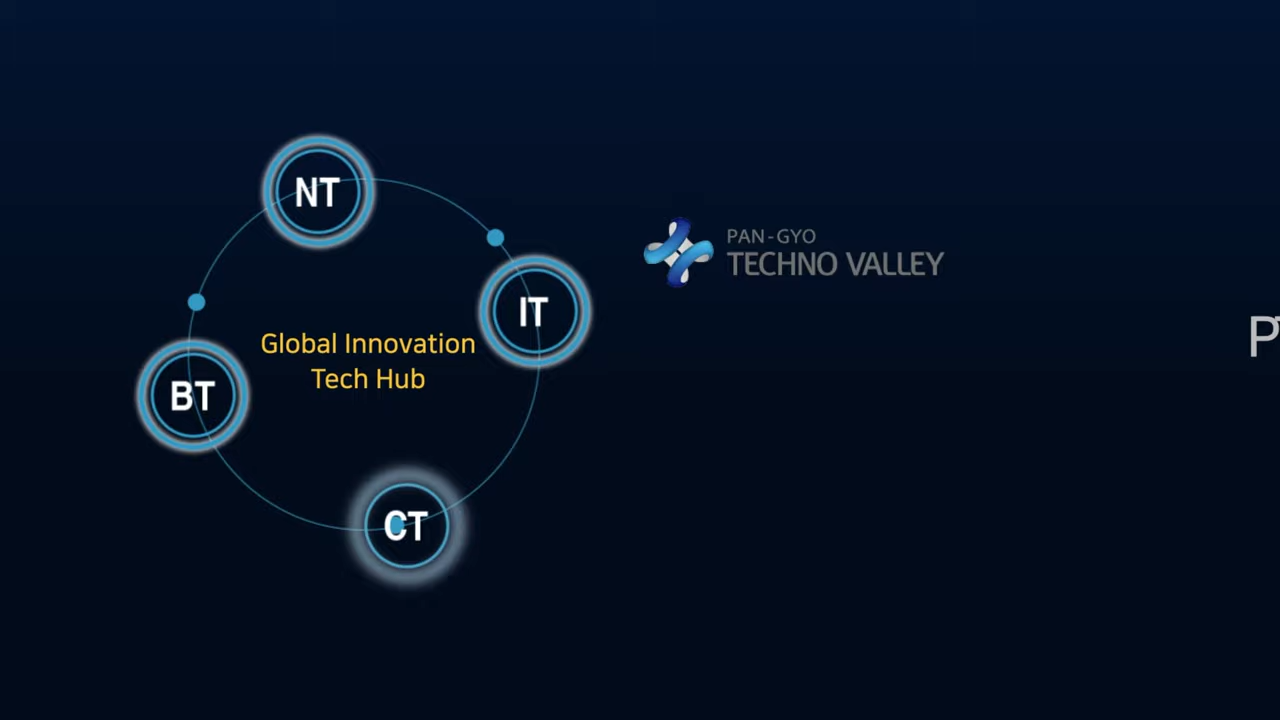 NT
IT
BT
CT
Global Innovation
Tech Hub
PAN-GYO
TECHNO VALLEY